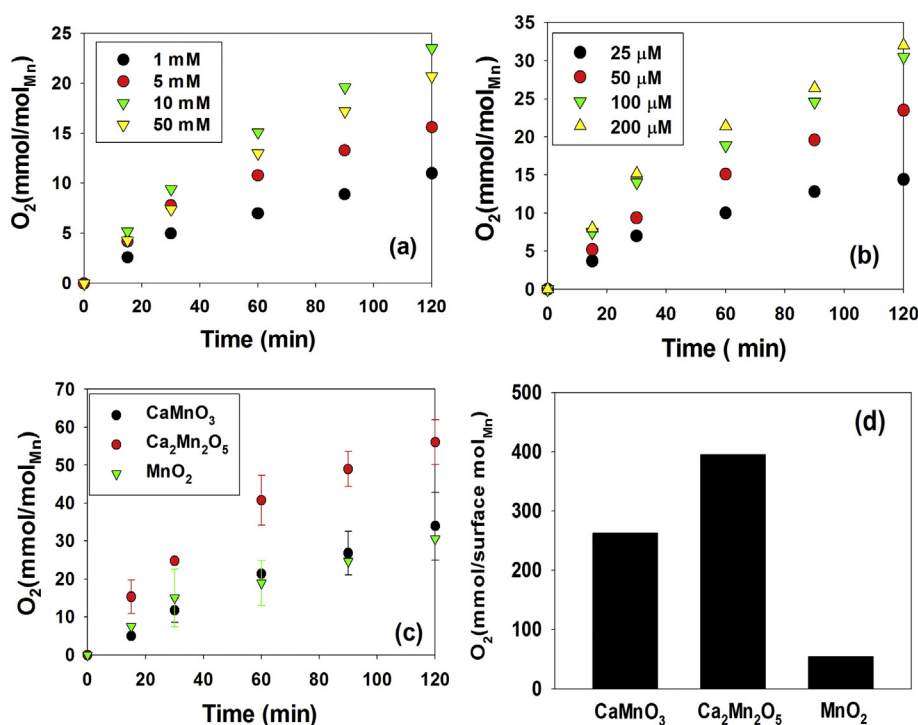 25
20
15
10
5
0
O₂(mmol/mol_Mn)
1 mM
5 mM
10 mM
50 mM
(a)
0 20 40 60 80 100 120
Time (min)
35
30
25
20
15
10
5
0
O₂(mmol/mol_Mn)
25 µM
50 µM
100 µM
200 µM
(b)
0 20 40 60 80 100 120
Time ( min)
70
60
50
40
30
20
10
0
O₂(mmol/mol_Mn)
CaMnO₃
Ca₂Mn₂O₅
MnO₂
(c)
0 20 40 60 80 100 120
Time (min)
500
400
300
200
100
0
O₂(mmol/surface mol_Mn)
(d)
CaMnO₃ Ca₂Mn₂O₅ MnO₂